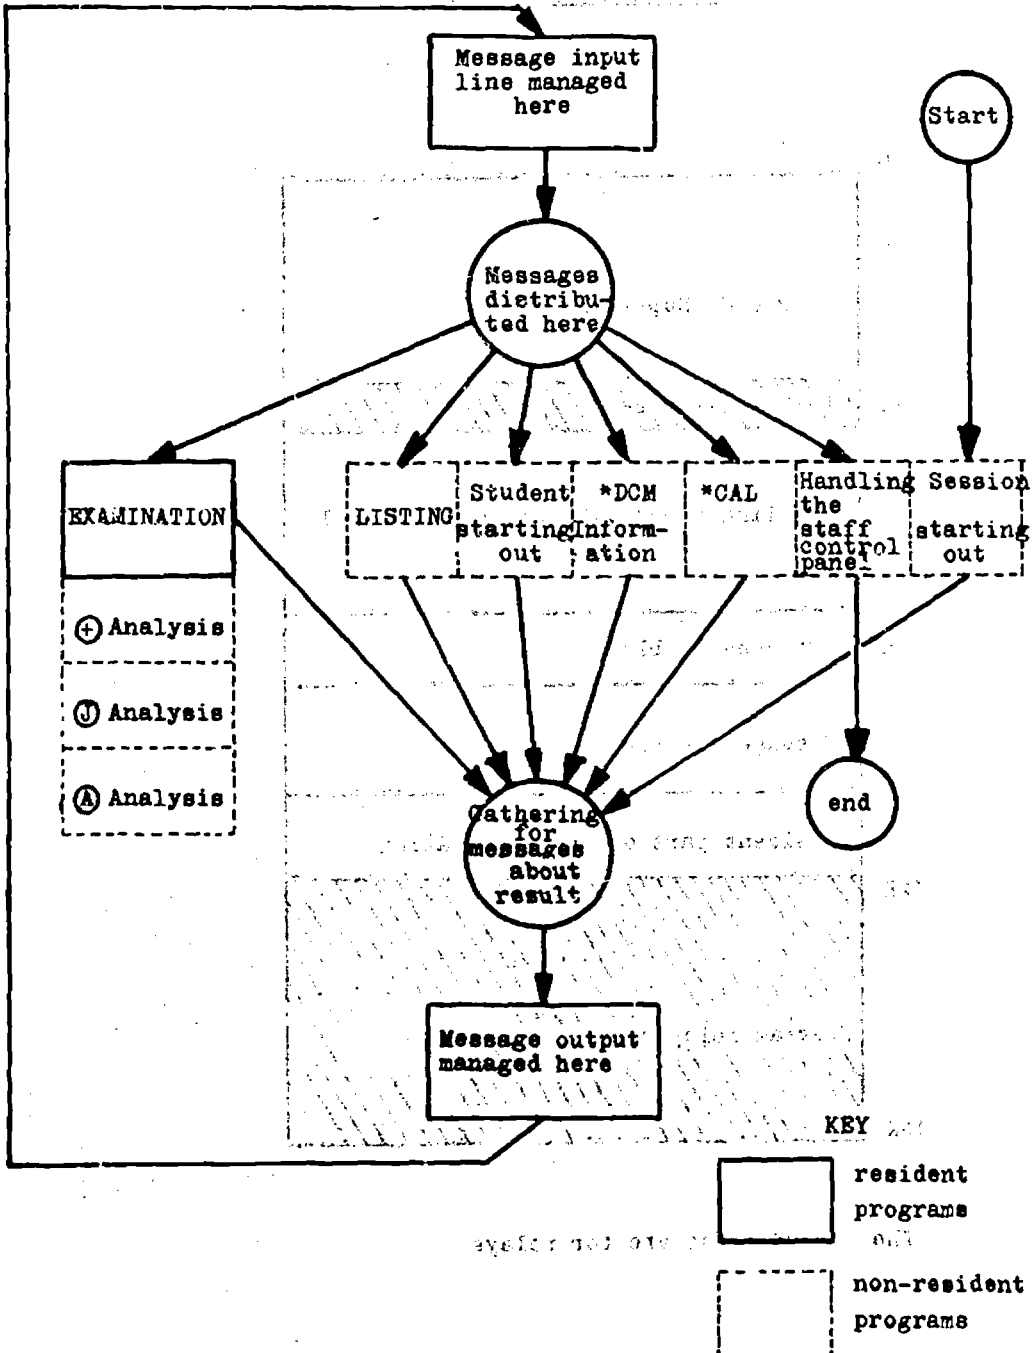 Message input
line managed
here
Start
Messages
distribu-
ted here
EXAMINATION
LISTING
Student
starting
out
*DCM
Inform-
ation
*CAL
Handling
the
staff
control
panel
Session
starting
out
(+) Analysis
(J) Analysis
(A) Analysis
Gathering
for
messages
about
result
end
Message output
managed here
KEY
resident
programs
non-resident
programs